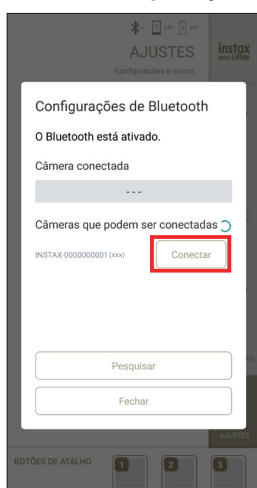 AJUSTES
Configurações e outros
instax
mini LiPlay
Configurações de Bluetooth
O Bluetooth está ativado.
Câmera conectada
---
Câmeras que podem ser conectadas
INSTAX-0000000001 (xxx)
Conectar
Pesquisar
Fechar
AJUSTES
BOTÕES DE ATALHO
1
2
3